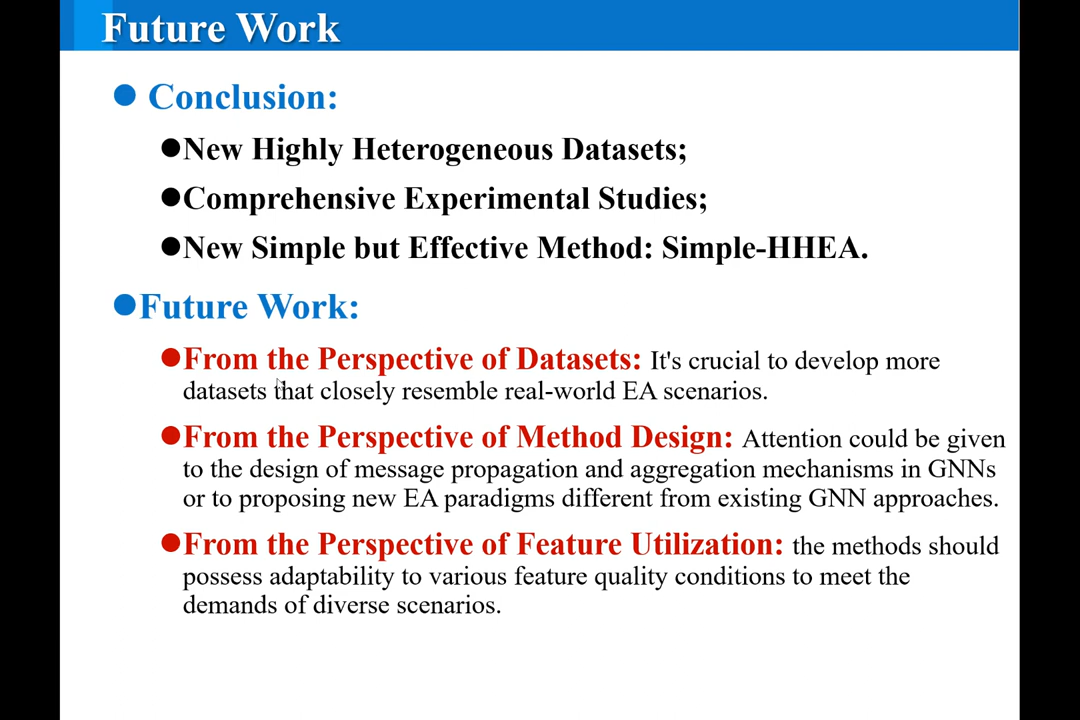 Future Work
● Conclusion:
●New Highly Heterogeneous Datasets;
●Comprehensive Experimental Studies;
●New Simple but Effective Method: Simple-HHEA.
●Future Work:
●From the Perspective of Datasets: It's crucial to develop more
datasets that closely resemble real-world EA scenarios.
●From the Perspective of Method Design: Attention could be given
to the design of message propagation and aggregation mechanisms in GNNs
or to proposing new EA paradigms different from existing GNN approaches.
●From the Perspective of Feature Utilization: the methods should
possess adaptability to various feature quality conditions to meet the
demands of diverse scenarios.